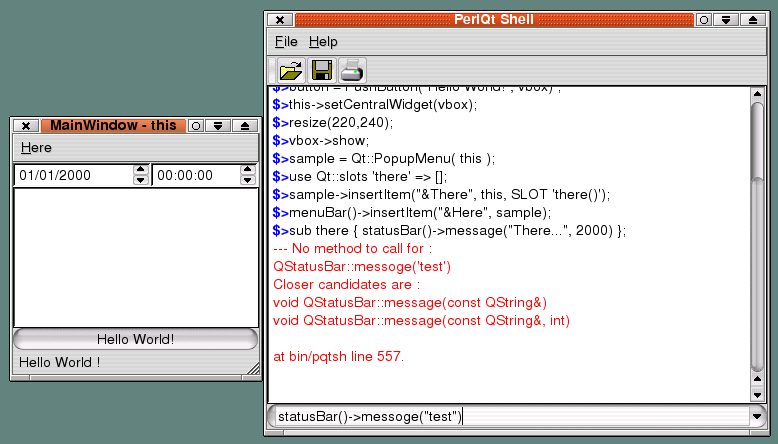 MainWindow - this
Here
01/01/2000 00:00:00
Hello World!
Hello World !
PerlQt Shell
File Help
$>button = PushButton("Hello World!", vbox) ;
$>this->setCentralWidget(vbox);
$>resize(220,240);
$>vbox->show;
$>sample = Qt::PopupMenu( this );
$>use Qt::slots 'there' => [];
$>sample->insertItem("&There", this, SLOT 'there()');
$>menuBar()->insertItem("&Here", sample);
$>sub there { statusBar()->message("There...", 2000) };
--- No method to call for :
QStatusBar::messoge('test')
Closer candidates are :
void QStatusBar::message(const QString&)
void QStatusBar::message(const QString&, int)
at bin/pqtsh line 557.
statusBar()->messoge("test")